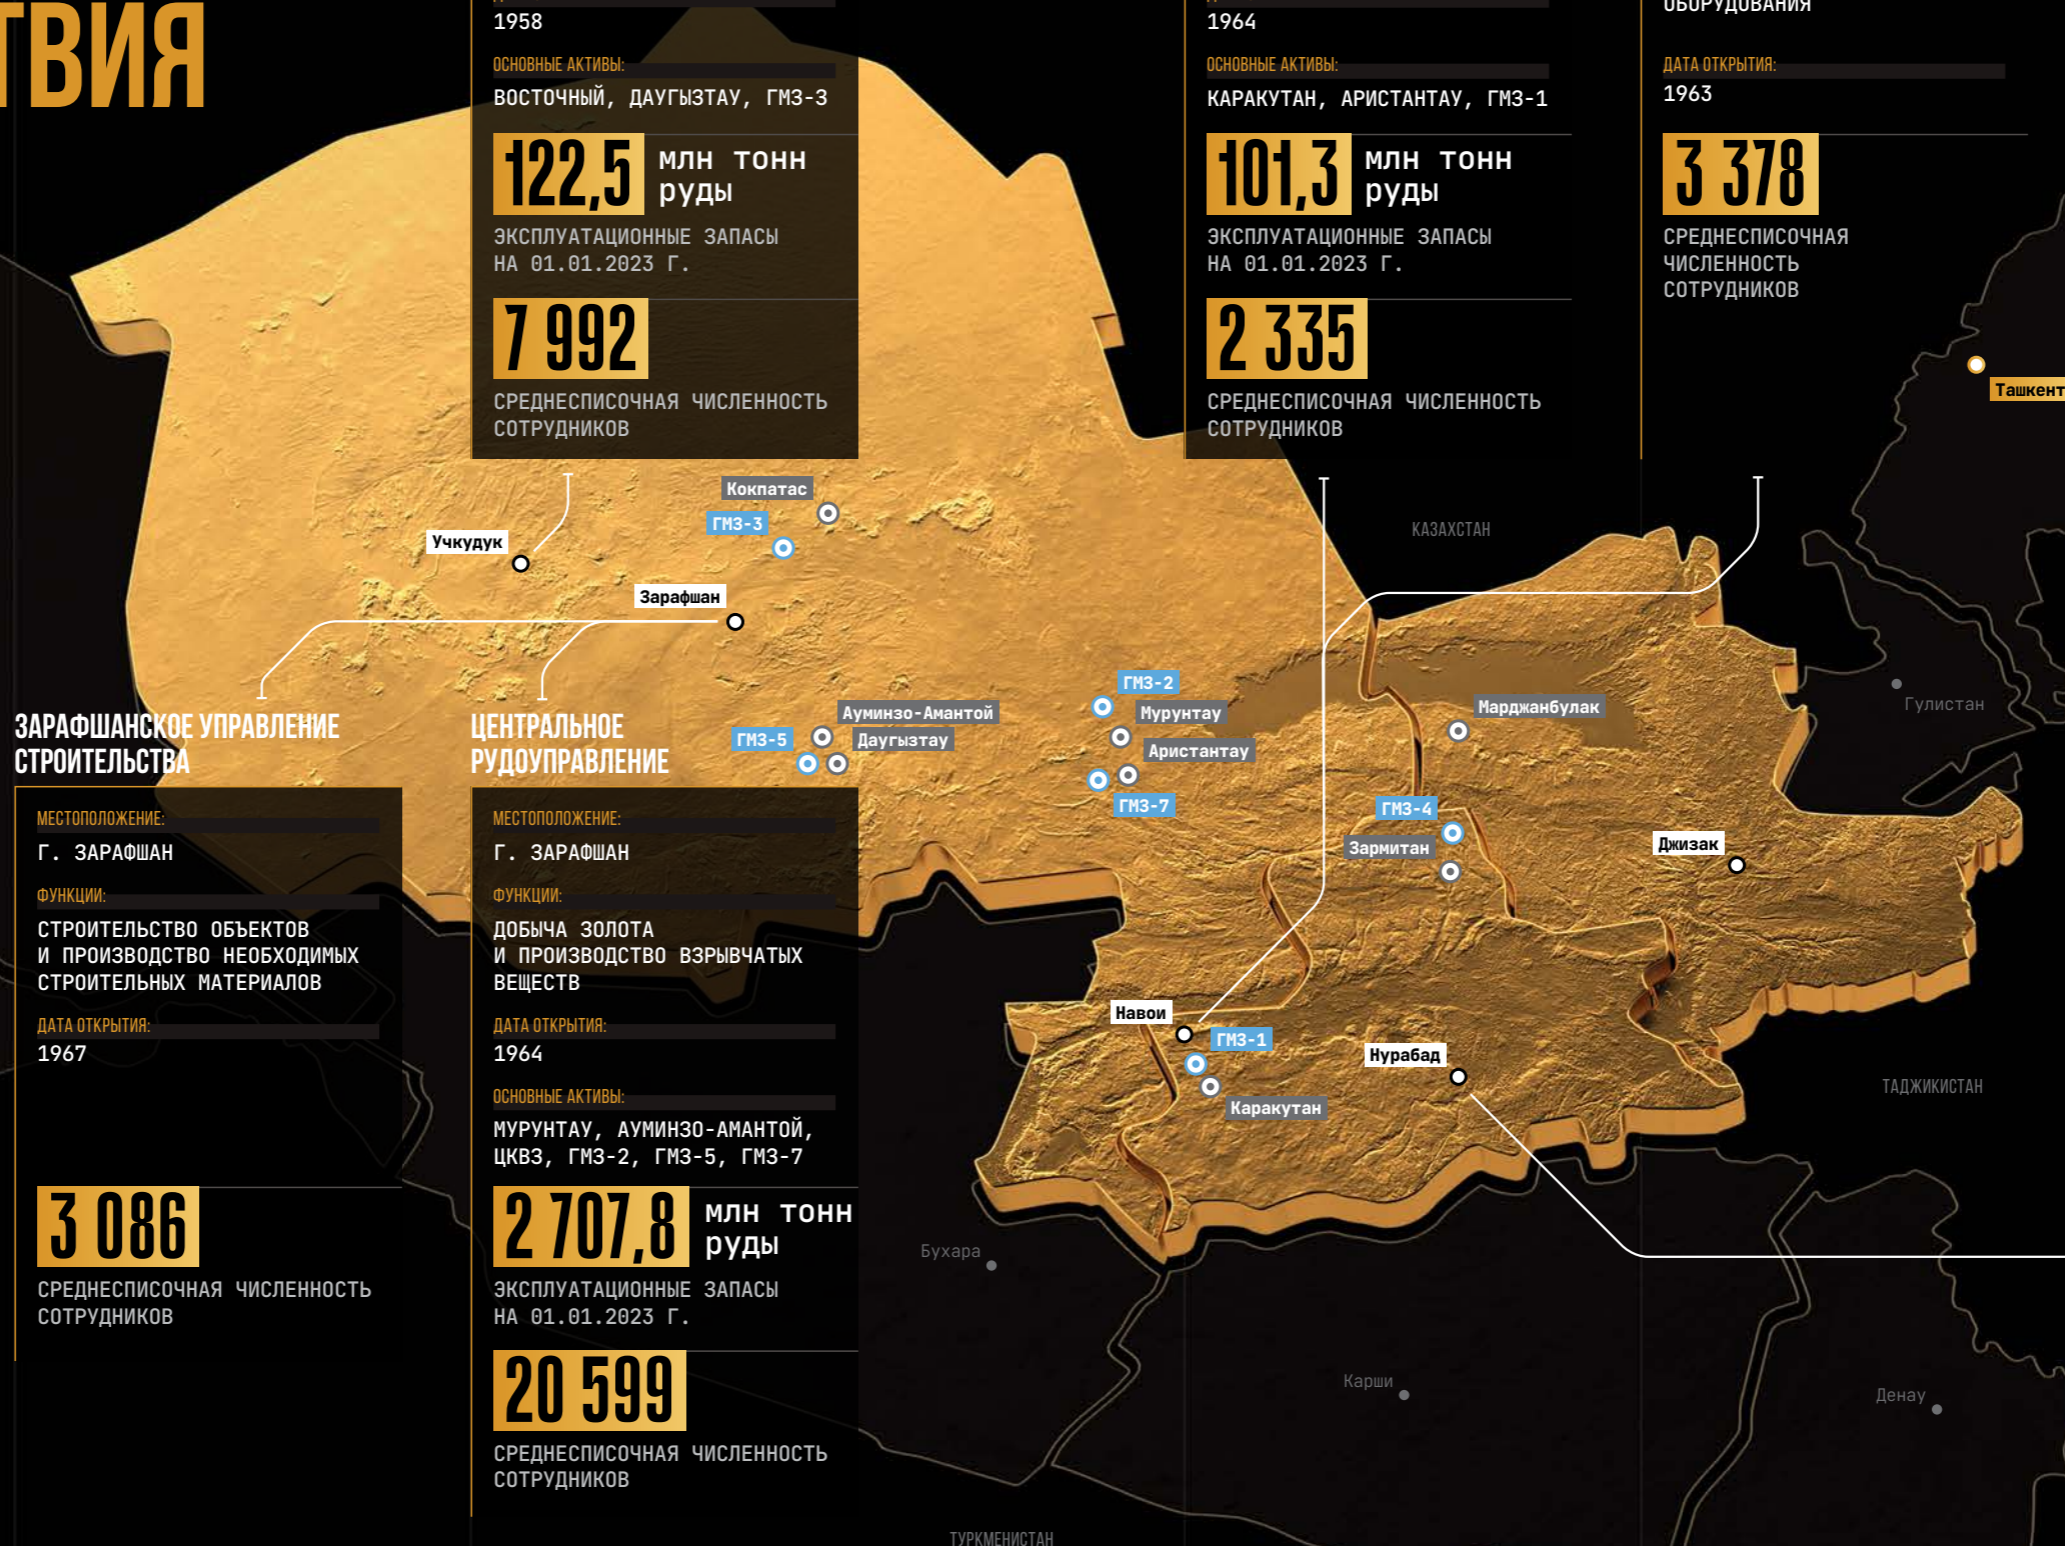 ТВИЯ
1958
ОСНОВНЫЕ АКТИВЫ:
ВОСТОЧНЫЙ, ДАУГЫЗТАУ, ГМЗ-3
122,5 МЛН ТОНН
РУДЫ
ЭКСПЛУАТАЦИОННЫЕ ЗАПАСЫ
НА 01.01.2023 Г.
7 992
СРЕДНЕСПИСОЧНАЯ ЧИСЛЕННОСТЬ
СОТРУДНИКОВ
1964
ОСНОВНЫЕ АКТИВЫ:
КАРАКУТАН, АРИСТАНТАУ, ГМЗ-1
101,3 МЛН ТОНН
РУДЫ
ЭКСПЛУАТАЦИОННЫЕ ЗАПАСЫ
НА 01.01.2023 Г.
2 335
СРЕДНЕСПИСОЧНАЯ ЧИСЛЕННОСТЬ
СОТРУДНИКОВ
ОБОРУДОВАНИЯ
ДАТА ОТКРЫТИЯ:
1963
3 378
СРЕДНЕСПИСОЧНАЯ
ЧИСЛЕННОСТЬ
СОТРУДНИКОВ
Ташкент
Кокпатас
ГМЗ-3
Учкудук
Зарафшан
КАЗАХСТАН
ГМЗ-2
Мурунтау
Аристантау
ГМЗ-7
Ауминзо-Амантой
Даугызтау
ГМЗ-5
Марджанбулак
Гулистан
ГМЗ-4
Зармитан
Джизак
Навои
ГМЗ-1
Каракутан
Нурабад
ТАДЖИКИСТАН
Бухара
Карши
Денау
ТУРКМЕНИСТАН
ЗАРАФШАНСКОЕ УПРАВЛЕНИЕ
СТРОИТЕЛЬСТВА
МЕСТОПОЛОЖЕНИЕ:
Г. ЗАРАФШАН
ФУНКЦИИ:
СТРОИТЕЛЬСТВО ОБЪЕКТОВ
И ПРОИЗВОДСТВО НЕОБХОДИМЫХ
СТРОИТЕЛЬНЫХ МАТЕРИАЛОВ
ДАТА ОТКРЫТИЯ:
1967
3 086
СРЕДНЕСПИСОЧНАЯ ЧИСЛЕННОСТЬ
СОТРУДНИКОВ
ЦЕНТРАЛЬНОЕ
РУДОУПРАВЛЕНИЕ
МЕСТОПОЛОЖЕНИЕ:
Г. ЗАРАФШАН
ФУНКЦИИ:
ДОБЫЧА ЗОЛОТА
И ПРОИЗВОДСТВО ВЗРЫВЧАТЫХ
ВЕЩЕСТВ
ДАТА ОТКРЫТИЯ:
1964
ОСНОВНЫЕ АКТИВЫ:
МУРУНТАУ, АУМИНЗО-АМАНТОЙ,
ЦКВЗ, ГМЗ-2, ГМЗ-5, ГМЗ-7
2 707,8 МЛН ТОНН
РУДЫ
ЭКСПЛУАТАЦИОННЫЕ ЗАПАСЫ
НА 01.01.2023 Г.
20 599
СРЕДНЕСПИСОЧНАЯ ЧИСЛЕННОСТЬ
СОТРУДНИКОВ